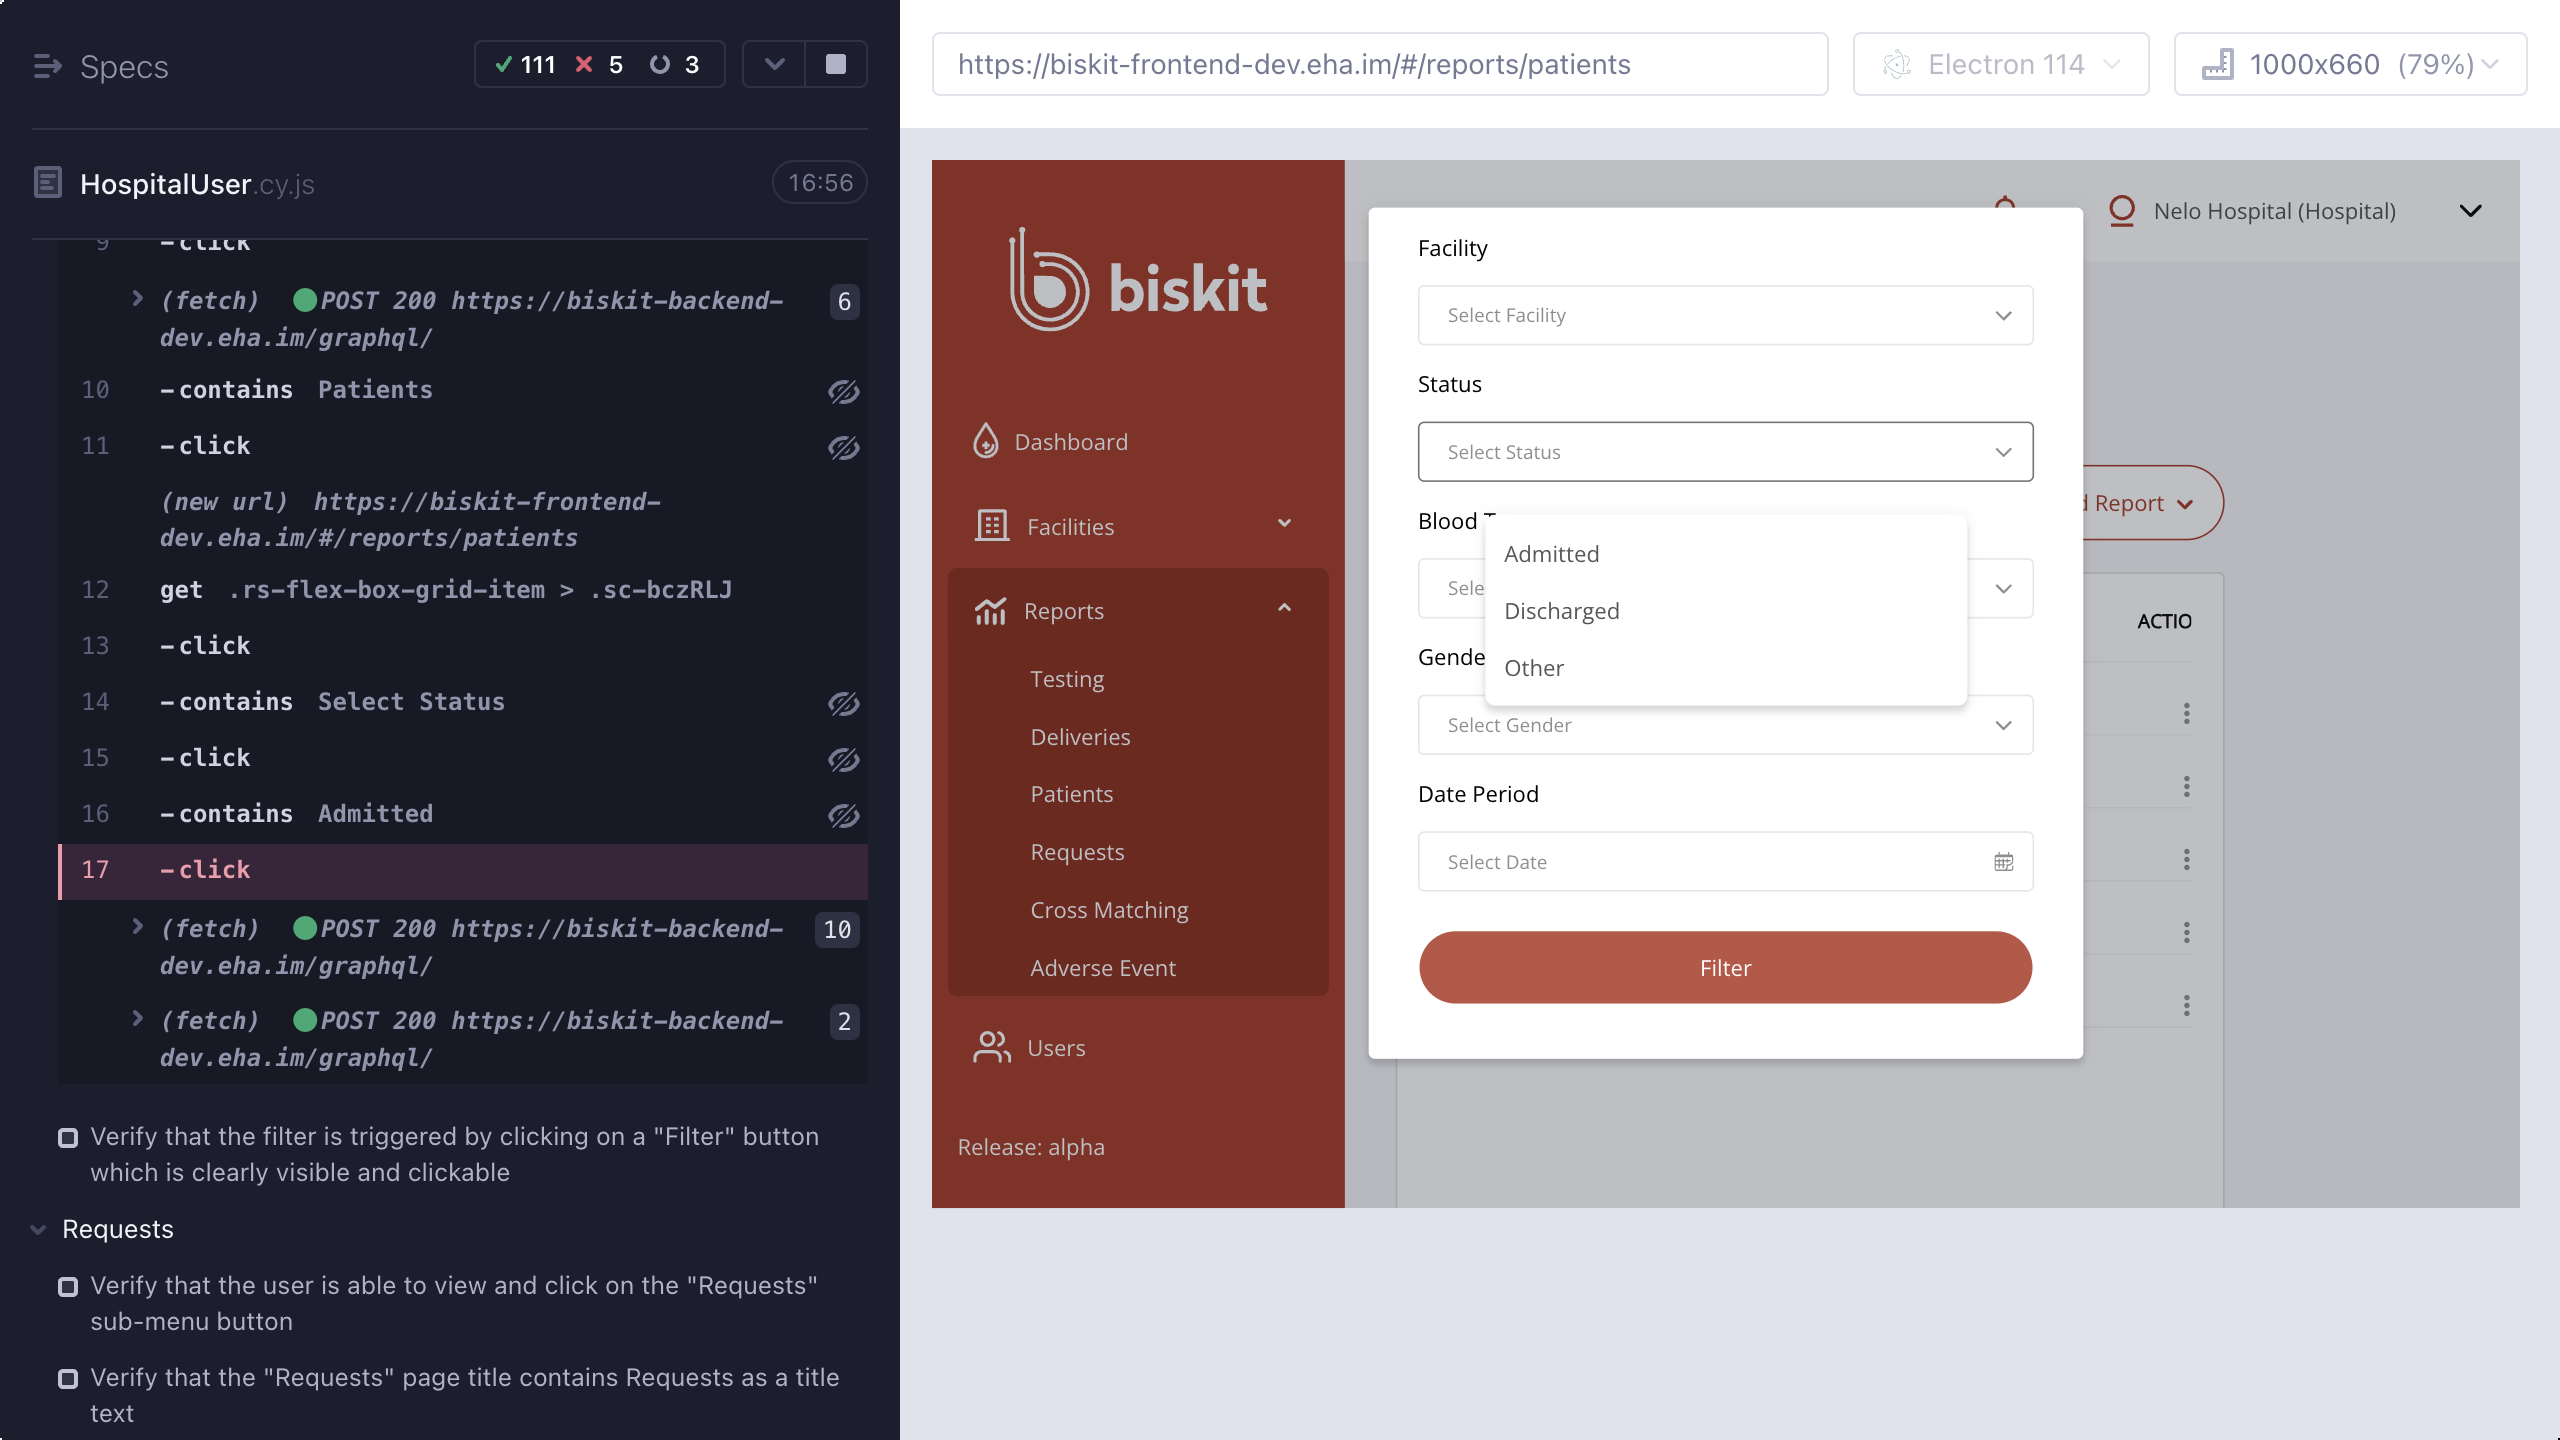 Specs
111 5 3
HospitalUser.cy.js
16:56
9 -click
(fetch) POST 200 https://biskit-backend-
dev.eha.im/graphql/
6
10 -contains Patients
11 -click
(new url) https://biskit-frontend-
dev.eha.im/#/reports/patients
12 get .rs-flex-box-grid-item > .sc-bczRLJ
13 -click
14 -contains Select Status
15 -click
16 -contains Admitted
17 -click
(fetch) POST 200 https://biskit-backend-
dev.eha.im/graphql/
10
(fetch) POST 200 https://biskit-backend-
dev.eha.im/graphql/
2
Verify that the filter is triggered by clicking on a "Filter" button
which is clearly visible and clickable
Requests
Verify that the user is able to view and click on the "Requests"
sub-menu button
Verify that the "Requests" page title contains Requests as a title
text
https://biskit-frontend-dev.eha.im/#/reports/patients
Electron 114
1000x660 (79%)
biskit
Dashboard
Facilities
Reports
Testing
Deliveries
Patients
Requests
Cross Matching
Adverse Event
Users
Release: alpha
Nelo Hospital (Hospital)
Facility
Select Facility
Status
Select Status
Blood
Admitted
Discharged
Other
Select Gender
Date Period
Select Date
Filter
Report